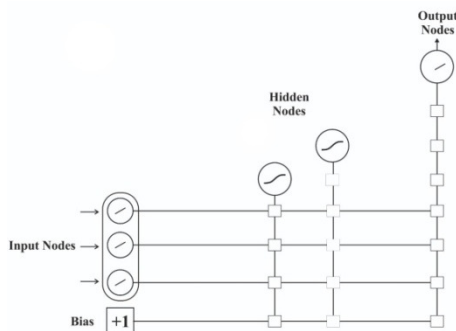 Output
Nodes
Hidden
Nodes
Input Nodes
Bias
+1